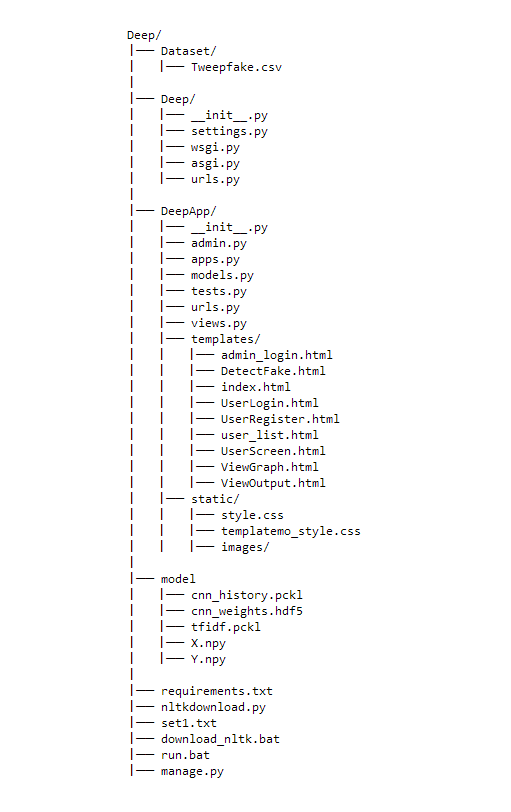 Deep/
├── Dataset/
│   ├── Tweepfake.csv
│
├── Deep/
│   ├── __init__.py
│   ├── settings.py
│   ├── wsgi.py
│   ├── asgi.py
│   ├── urls.py
│
├── DeepApp/
│   ├── __init__.py
│   ├── admin.py
│   ├── apps.py
│   ├── models.py
│   ├── tests.py
│   ├── urls.py
│   ├── views.py
│   ├── templates/
│   │   ├── admin_login.html
│   │   ├── DetectFake.html
│   │   ├── index.html
│   │   ├── UserLogin.html
│   │   ├── UserRegister.html
│   │   ├── user_list.html
│   │   ├── UserScreen.html
│   │   ├── ViewGraph.html
│   │   ├── ViewOutput.html
│   ├── static/
│   │   ├── style.css
│   │   ├── templatemo_style.css
│   │   ├── images/
│
├── model
│   ├── cnn_history.pckl
│   ├── cnn_weights.hdf5
│   ├── tfidf.pckl
│   ├── X.npy
│   ├── Y.npy
│
├── requirements.txt
├── nltkdownload.py
├── set1.txt
├── download_nltk.bat
├── run.bat
├── manage.py